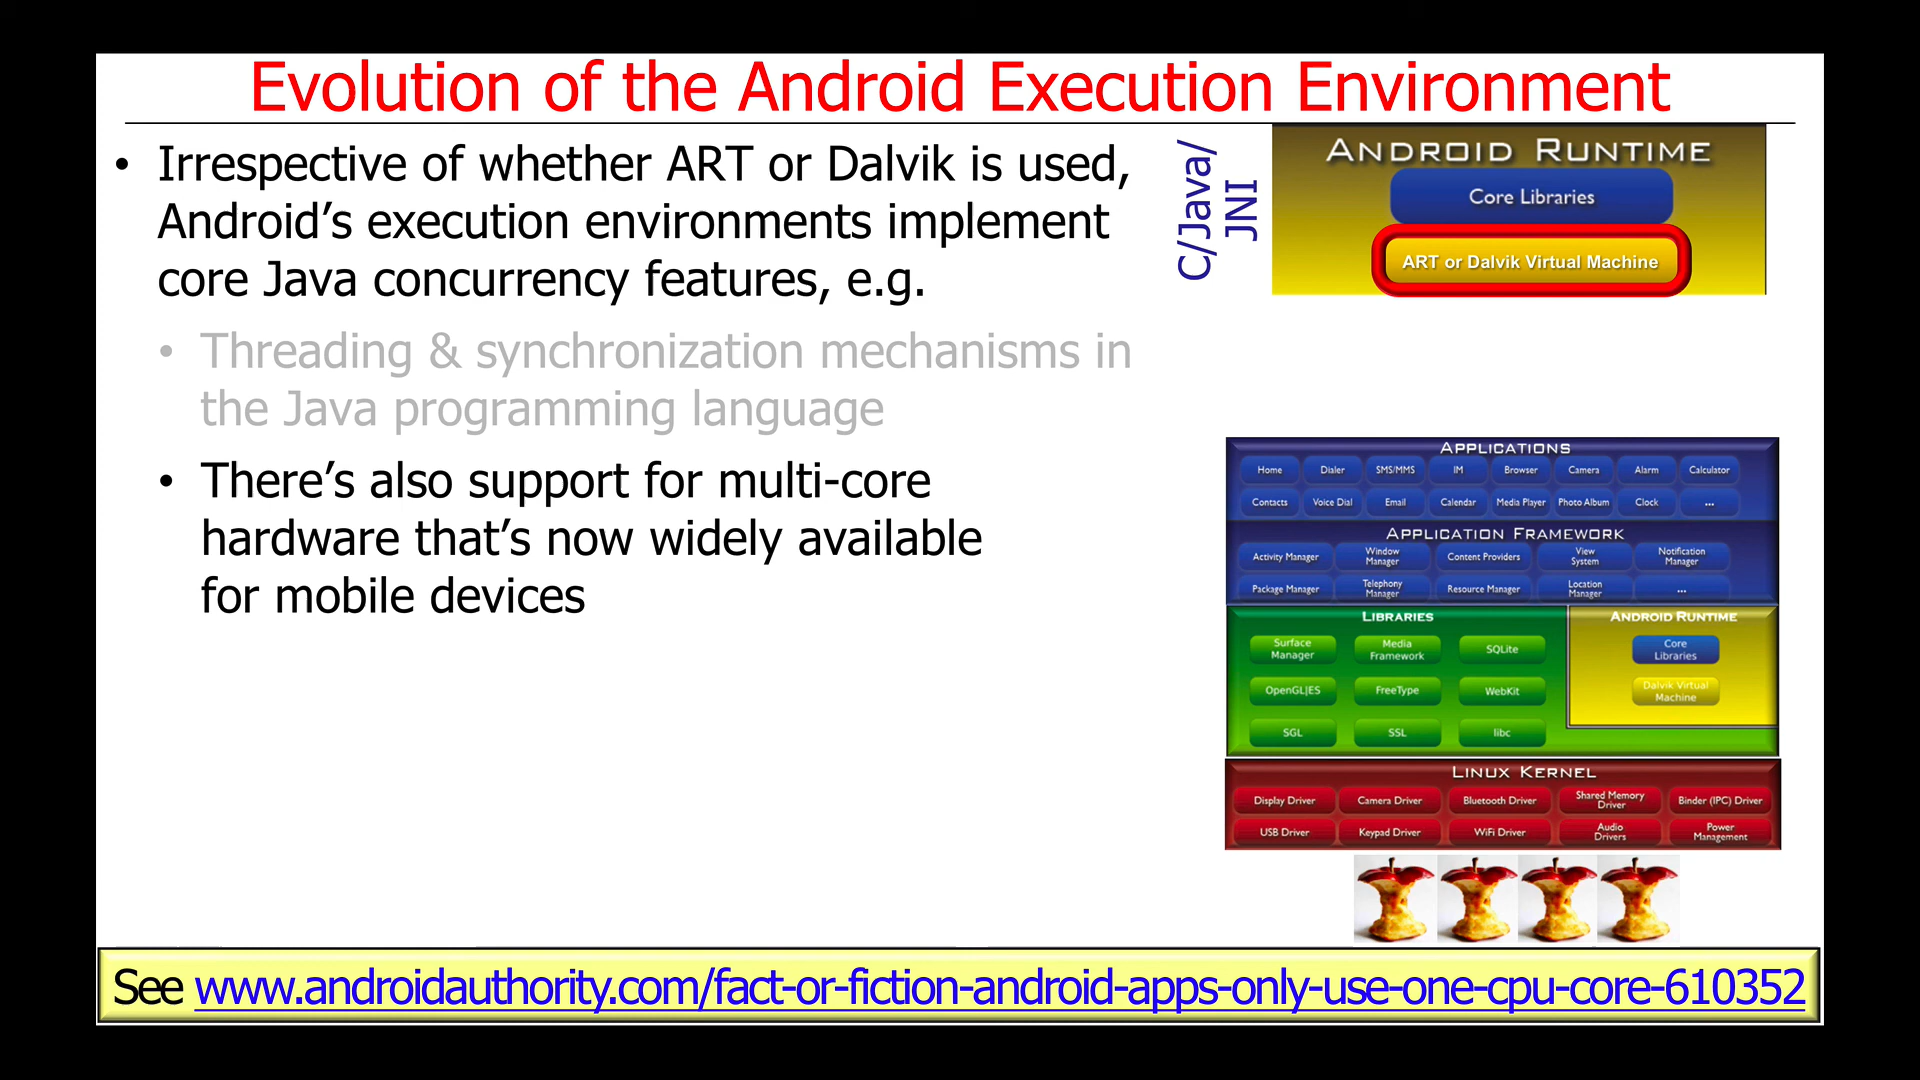 Evolution of the Android Execution Environment
• Irrespective of whether ART or Dalvik is used,
Android’s execution environments implement
core Java concurrency features, e.g.
• Threading & synchronization mechanisms in
the Java programming language
• There’s also support for multi-core
hardware that’s now widely available
for mobile devices
C/Java/
JNI
ANDROID RUNTIME
Core Libraries
ART or Dalvik Virtual Machine
APPLICATIONS
Home Dialer SMS/MMS IM Browser Camera Alarm Calculator
Contacts Voice Dial Email Calendar Media Player Photo Album Clock ...
APPLICATION FRAMEWORK
Activity Manager Window Manager Content Providers View System Notification Manager
Package Manager Telephony Manager Resource Manager Location Manager ...
LIBRARIES
Surface Manager Media Framework SQLite
OpenGL|ES FreeType WebKit
SGL SSL libc
ANDROID RUNTIME
Core Libraries
Dalvik Virtual Machine
LINUX KERNEL
Display Driver Camera Driver Bluetooth Driver Shared Memory Driver Binder (IPC) Driver
USB Driver Keypad Driver WiFi Driver Audio Drivers Power Management
See www.androidauthority.com/fact-or-fiction-android-apps-only-use-one-cpu-core-610352